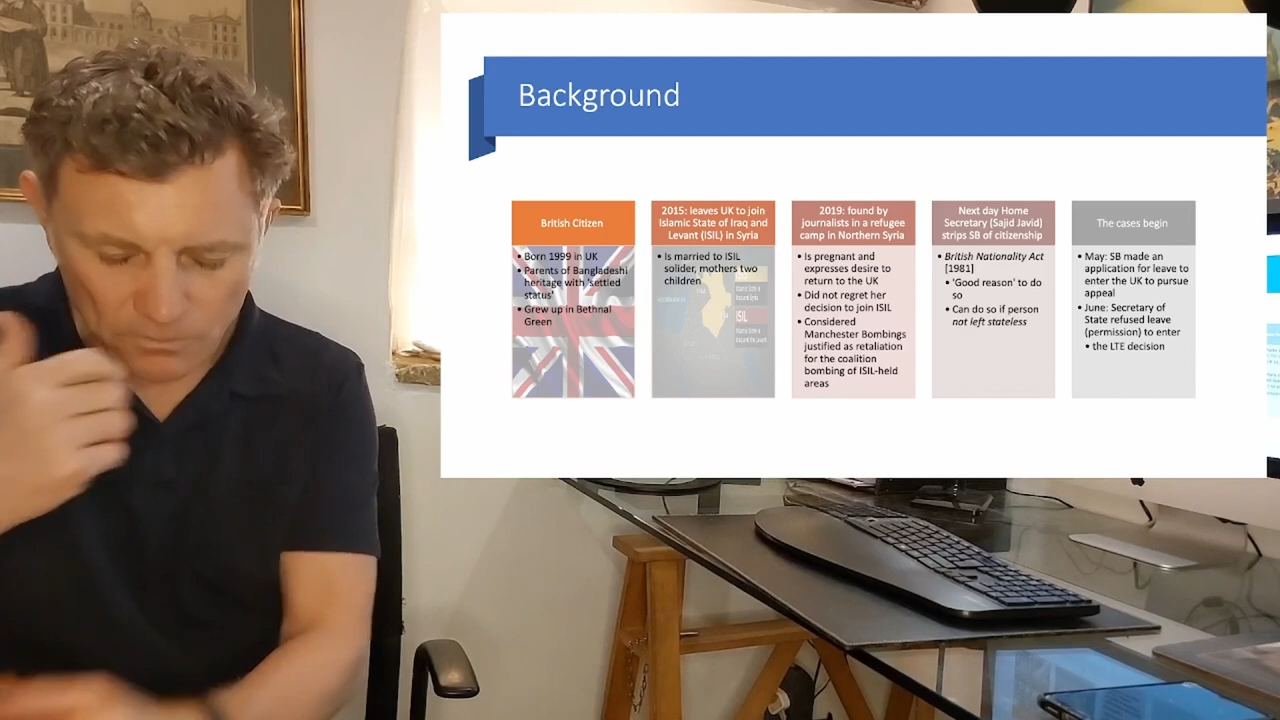 Background
British Citizen
• Born 1999 in UK
• Parents of Bangladeshi
heritage with 'settled
status'
• Grew up in Bethnal
Green
2015: leaves UK to join
Islamic State of Iraq and
Levant (ISIL) in Syria
• Is married to ISIL
solider, mothers two
children
ISIL
2019: found by
journalists in a refugee
camp in Northern Syria
• Is pregnant and
expresses desire to
return to the UK
• Did not regret her
decision to join ISIL
• Considered
Manchester Bombings
justified as retaliation
for the coalition
bombing of ISIL-held
areas
Next day Home
Secretary (Sajid Javid)
strips SB of citizenship
• British Nationality Act
[1981]
• 'Good reason' to do
so
• Can do so if person
not left stateless
The cases begin
• May: SB made an
application for leave to
enter the UK to pursue
appeal
• June: Secretary of
State refused leave
(permission) to enter
• the LTE decision